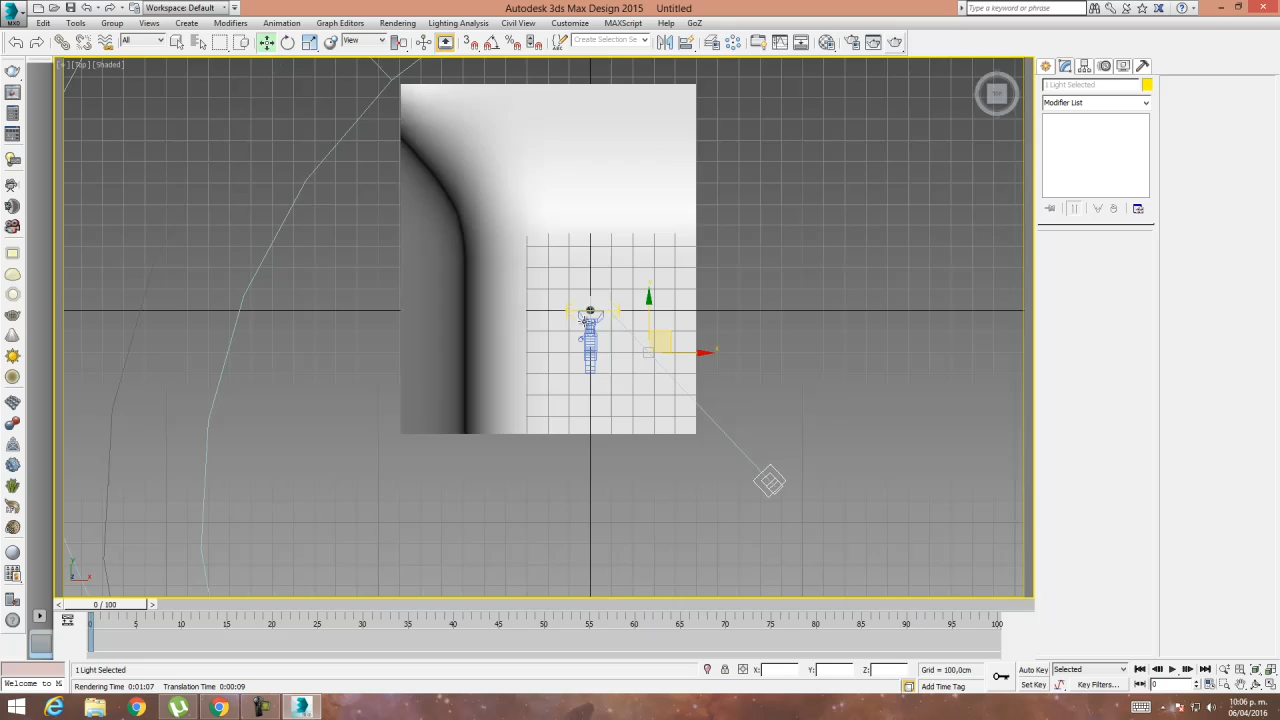 Workspace: Default
Autodesk 3ds Max Design 2015 Untitled
Type a keyword or phrase
MXD
Edit Tools Group Views Create Modifiers Animation Graph Editors Rendering Lighting Analysis Civil View Customize MAXScript Help GoZ
All View Create Selection Se
[+] [Top] [Shaded]
TOP
1 Light Selected
Modifier List
x
y
x
0 / 100
0 5 10 15 20 25 30 35 40 45 50 55 60 65 70 75 80 85 90 95 100
1 Light Selected X: Y: Z: Grid = 100,0cm Auto Key Selected
Welcome to M Rendering Time 0:01:07 Translation Time 0:00:09 Add Time Tag Set Key Key Filters... 0
10:06 p. m.
06/04/2016